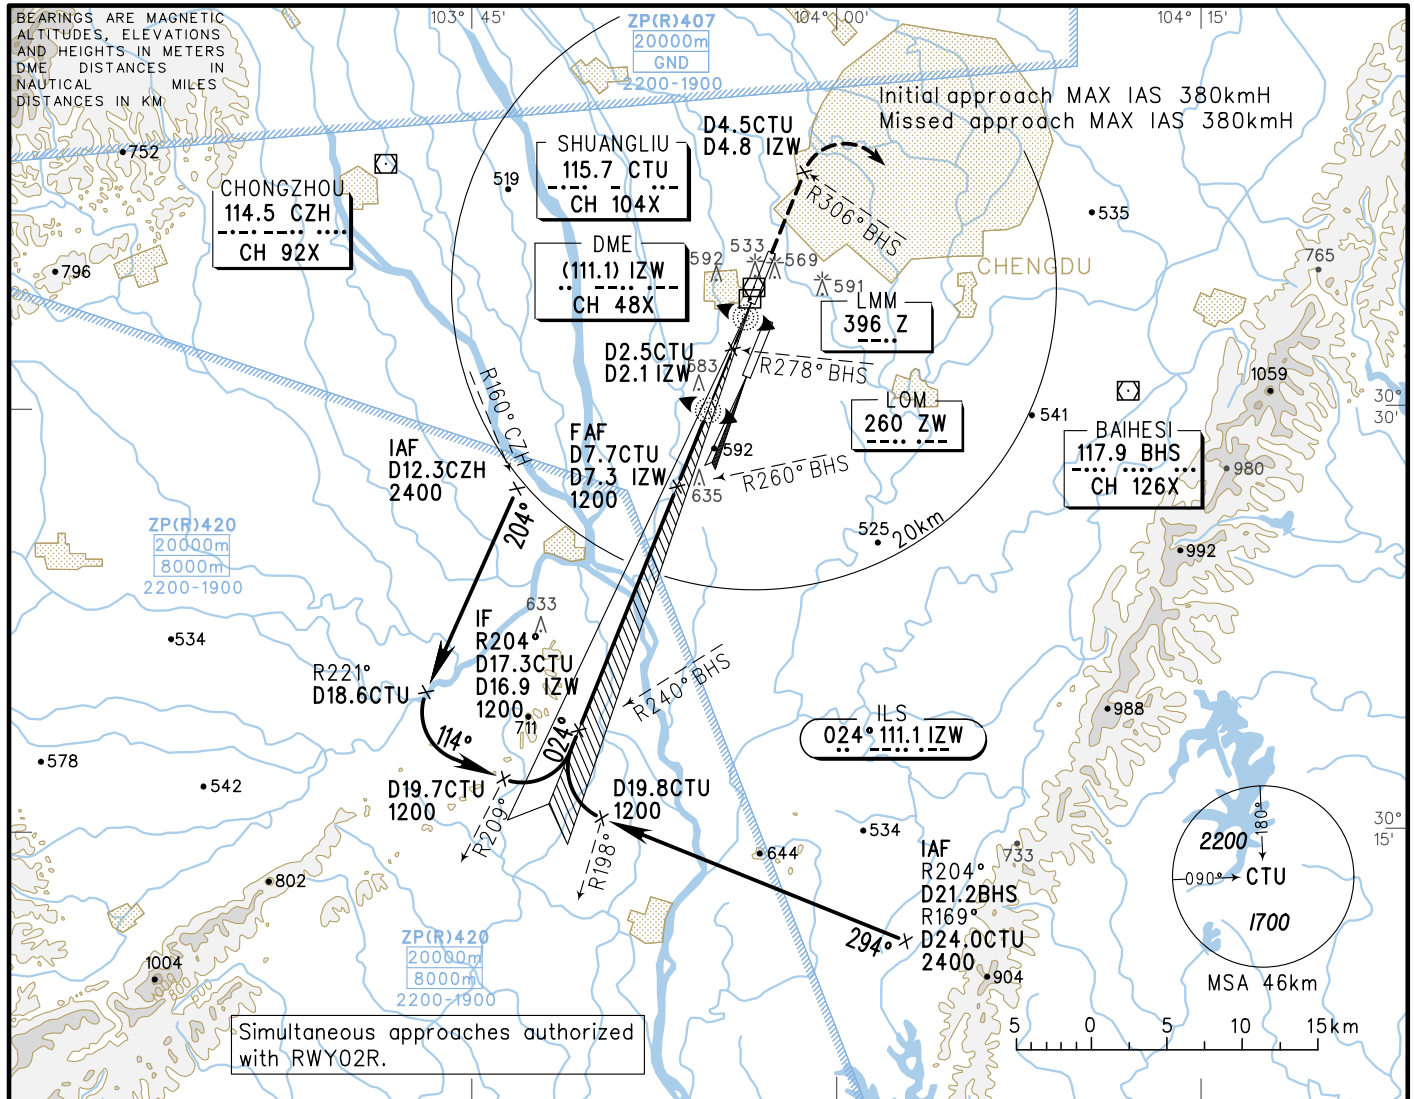 BEARINGS ARE MAGNETIC
ALTITUDES, ELEVATIONS
AND HEIGHTS IN METERS
DME DISTANCES IN
NAUTICAL MILES
DISTANCES IN KM
103°45'
104°00'
104°15'
ZP(R)407
20000m
GND
2200-1900
Initial approach MAX IAS 380kmH
Missed approach MAX IAS 380kmH
D4.5CTU
D4.8 IZW
SHUANGLIU
115.7 CTU
CH 104X
752
519
CHONGZHOU
114.5 CZH
CH 92X
R306° BHS
535
DME
(111.1) IZW
CH 48X
592
533
569
591
CHENGDU
765
796
LMM
396 Z
D2.5CTU
D2.1 IZW
583
R278° BHS
1059
30°
30'
R160° CZH
LOM
260 ZW
541
BAIHESI
117.9 BHS
CH 126X
980
IAF
D12.3CZH
2400
FAF
D7.7CTU
D7.3 IZW
1200
592
R260° BHS
635
204°
ZP(R)420
20000m
8000m
2200-1900
525
20km
992
633
534
IF
R204°
D17.3CTU
D16.9 IZW
1200
R221°
D18.6CTU
R240° BHS
711
988
114°
024°
ILS
024° 111.1 IZW
578
542
D19.7CTU
1200
D19.8CTU
1200
R209°
R198°
534
30°
15'
644
733
2200
180°
090°
CTU
1700
MSA 46km
802
IAF
R204°
D21.2BHS
R169°
D24.0CTU
2400
294°
ZP(R)420
20000m
8000m
2200-1900
1004
904
Simultaneous approaches authorized
with RWY02R.
5 0 5 10 15km